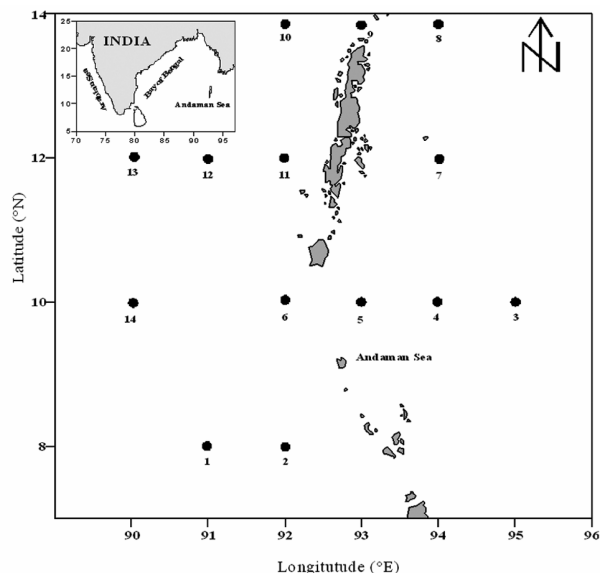 14
25
INDIA
20
15
10
5
Bay of Bengal
Andaman Sea
70 75 80 85 90 95
N
10 9 8
12
13 12 11 7
Latitude (°N)
10
14 6 5 4 3
Andaman Sea
8
1 2
90 91 92 93 94 95 96
Longitutude (°E)